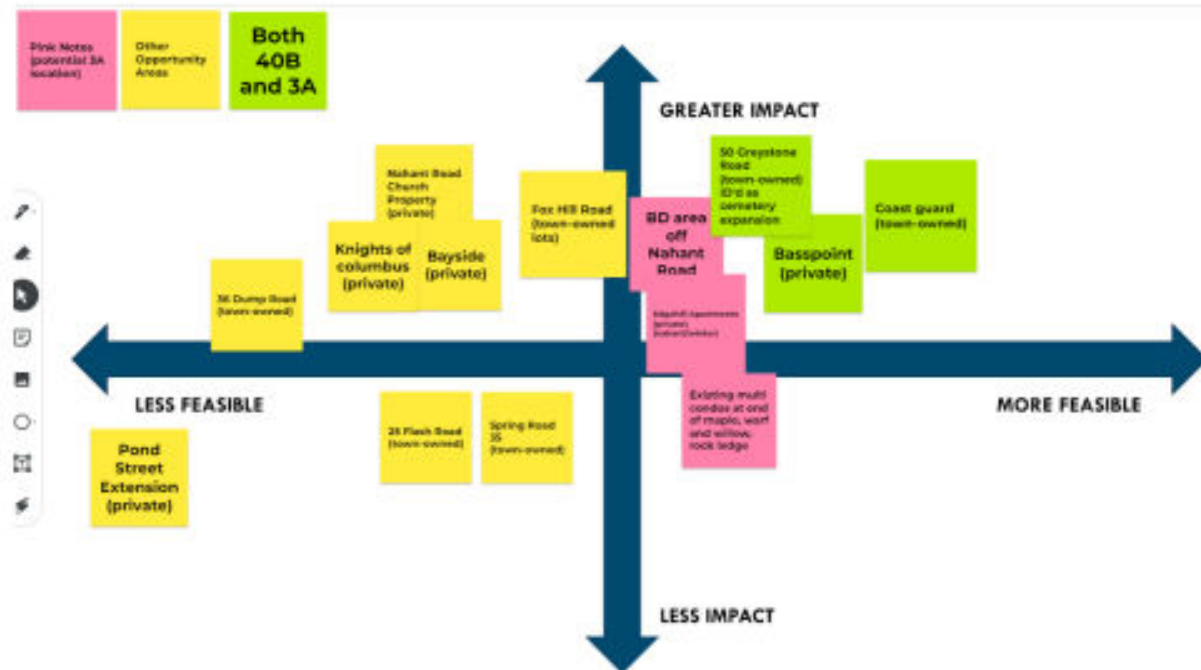 Pink Notes
(potential 3A
location)
Other
Opportunity
Areas
Both
40B
and 3A
GREATER IMPACT
Nahant Road
Church
Property
(private)
Knights of
columbus
(private)
Bayside
(private)
Fox Hill Road
(town-owned
lots)
BD area
off
Nahant
Road
50 Greystone
Road
(town-owned)
ID'd as
cemetery
expansion
Basspoint
(private)
Coast guard
(town-owned)
36 Dump Road
(town-owned)
Apartments
(private)
LESS FEASIBLE
MORE FEASIBLE
Pond
Street
Extension
(private)
25 Flash Road
(town-owned)
Spring Road
35
(town-owned)
Existing multi
condos at end
of maple, warf
and willow,
rock ledge
LESS IMPACT